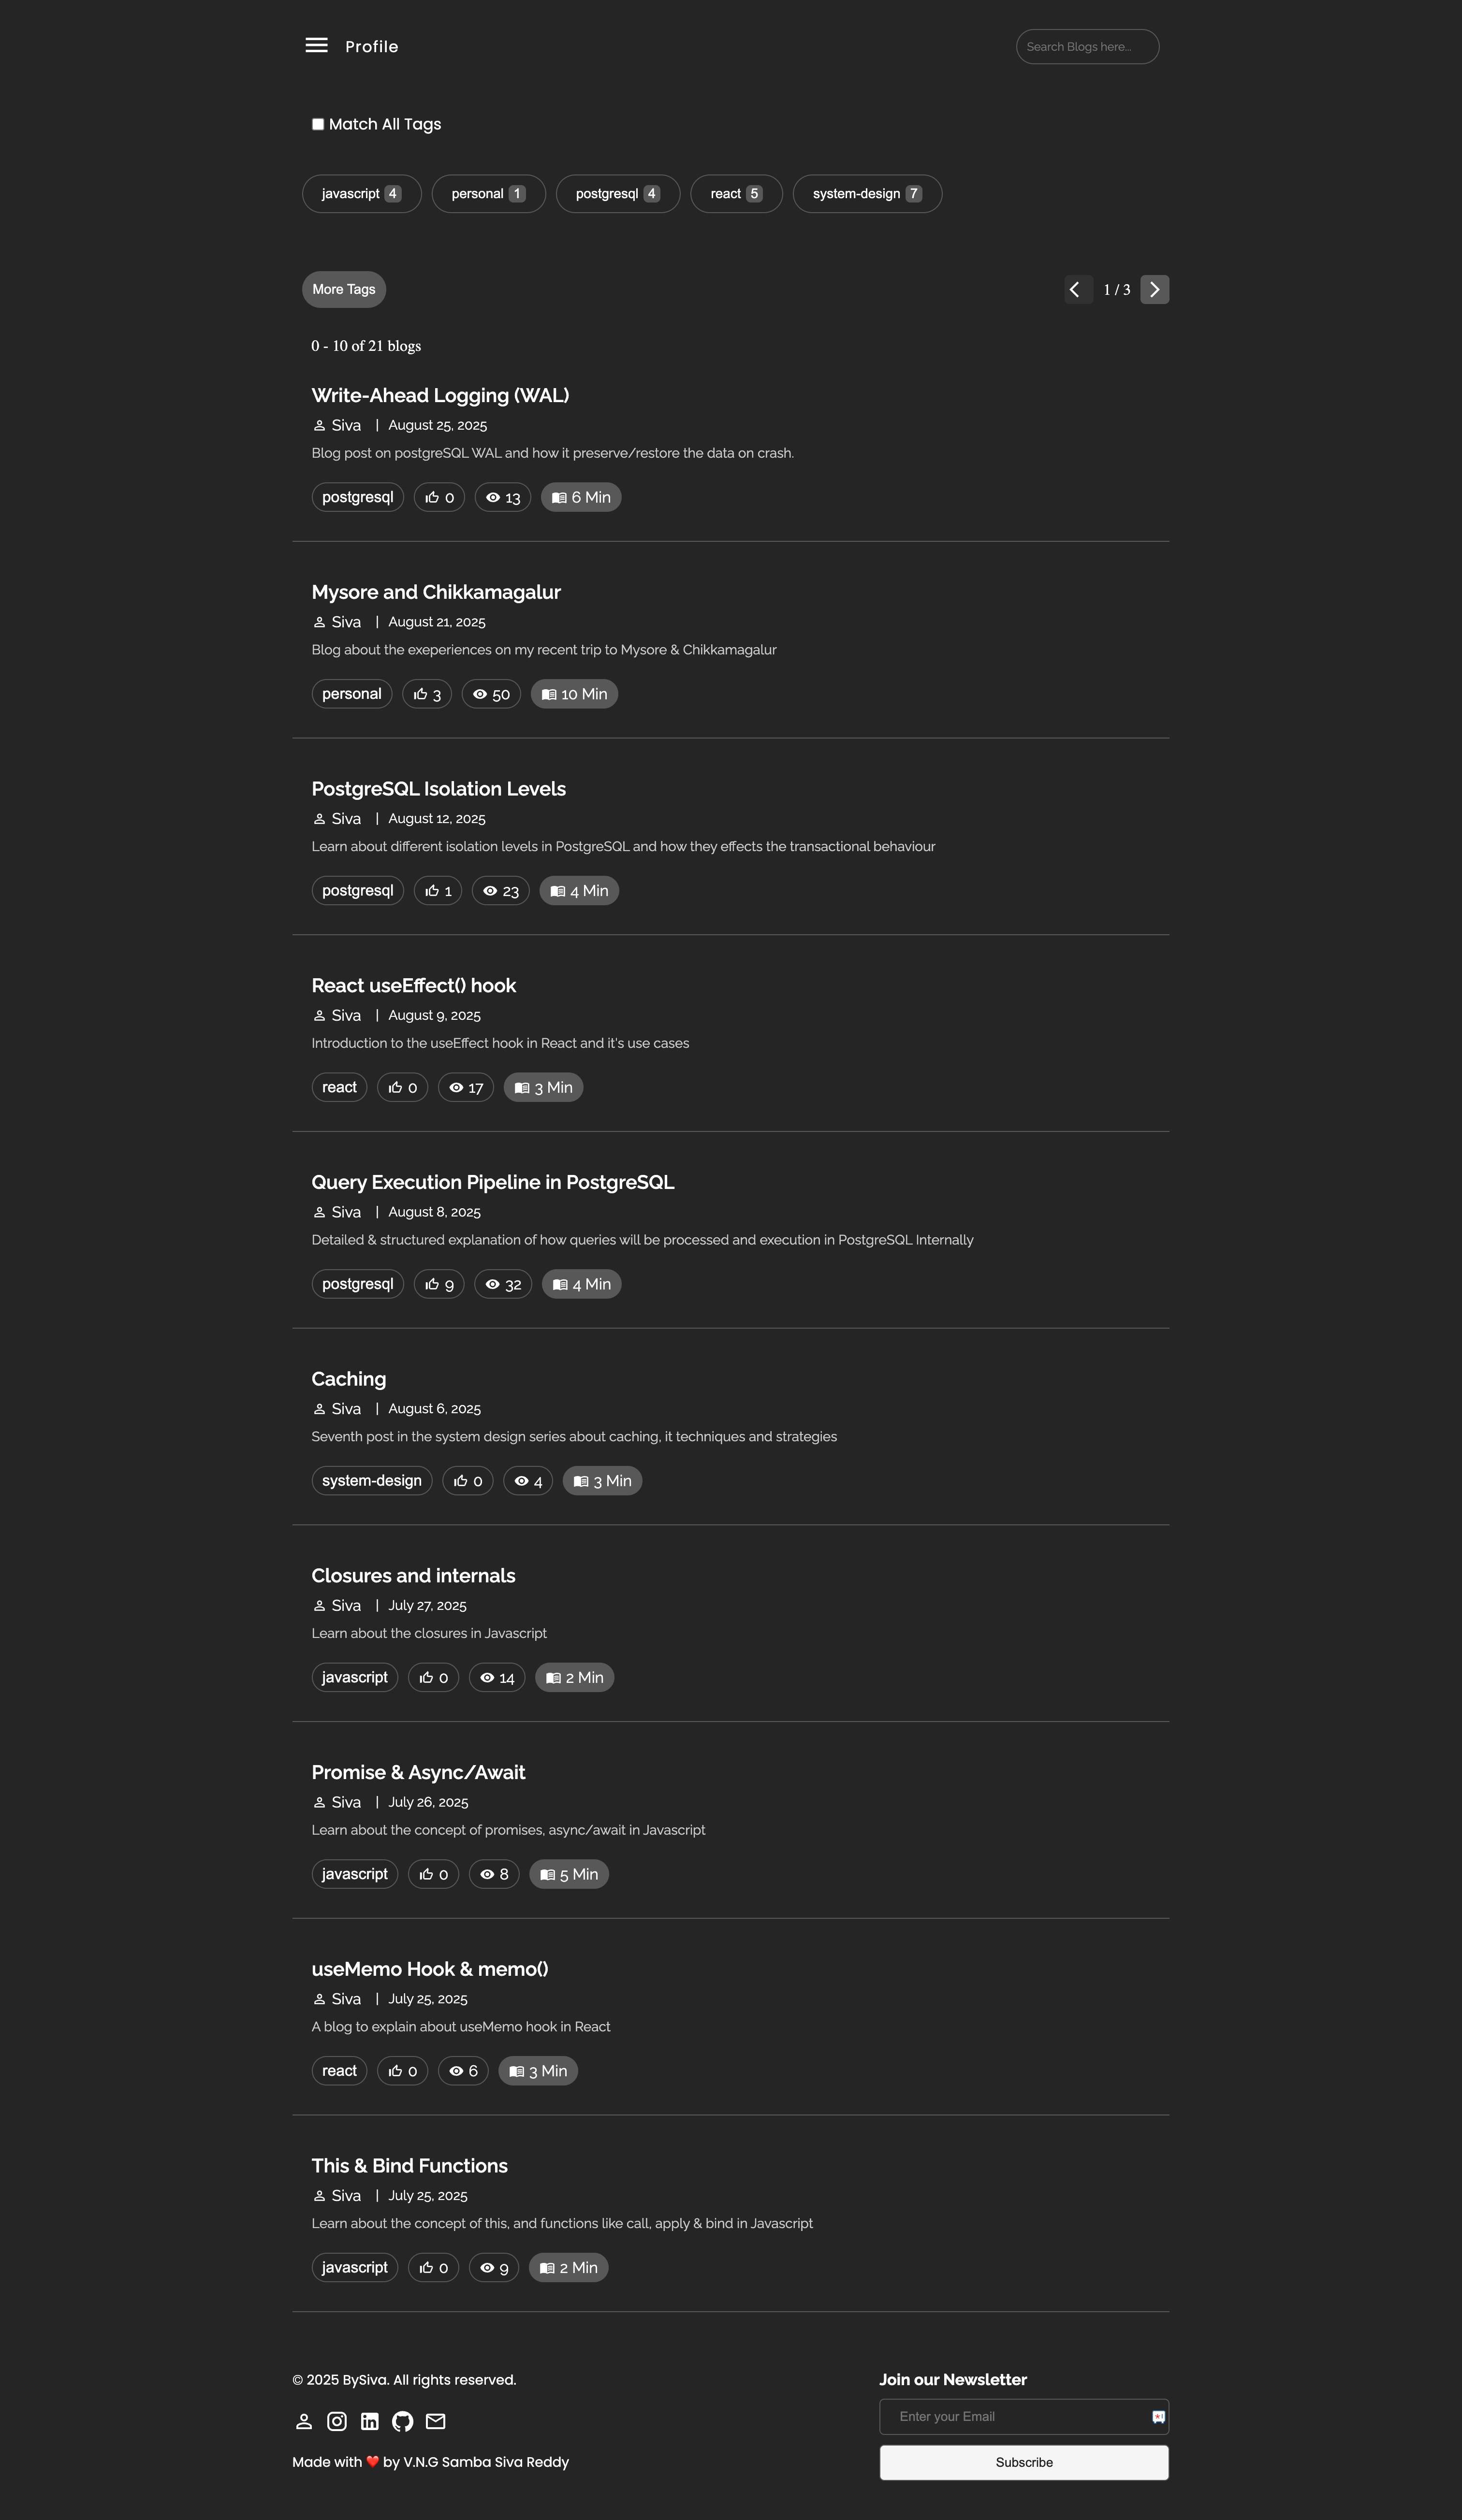 Profile
Search Blogs here...
Match All Tags
javascript 4 personal 1 postgresql 4 react 5 system-design 7
More Tags
1 / 3
0 - 10 of 21 blogs
Write-Ahead Logging (WAL)
Siva | August 25, 2025
Blog post on postgreSQL WAL and how it preserve/restore the data on crash.
postgresql 0 13 6 Min
Mysore and Chikkamagalur
Siva | August 21, 2025
Blog about the exeperiences on my recent trip to Mysore & Chikkamagalur
personal 3 50 10 Min
PostgreSQL Isolation Levels
Siva | August 12, 2025
Learn about different isolation levels in PostgreSQL and how they effects the transactional behaviour
postgresql 1 23 4 Min
React useEffect() hook
Siva | August 9, 2025
Introduction to the useEffect hook in React and it's use cases
react 0 17 3 Min
Query Execution Pipeline in PostgreSQL
Siva | August 8, 2025
Detailed & structured explanation of how queries will be processed and execution in PostgreSQL Internally
postgresql 9 32 4 Min
Caching
Siva | August 6, 2025
Seventh post in the system design series about caching, it techniques and strategies
system-design 0 4 3 Min
Closures and internals
Siva | July 27, 2025
Learn about the closures in Javascript
javascript 0 14 2 Min
Promise & Async/Await
Siva | July 26, 2025
Learn about the concept of promises, async/await in Javascript
javascript 0 8 5 Min
useMemo Hook & memo()
Siva | July 25, 2025
A blog to explain about useMemo hook in React
react 0 6 3 Min
This & Bind Functions
Siva | July 25, 2025
Learn about the concept of this, and functions like call, apply & bind in Javascript
javascript 0 9 2 Min
© 2025 BySiva. All rights reserved.
Made with ❤️ by V.N.G Samba Siva Reddy
Join our Newsletter
Enter your Email
Subscribe